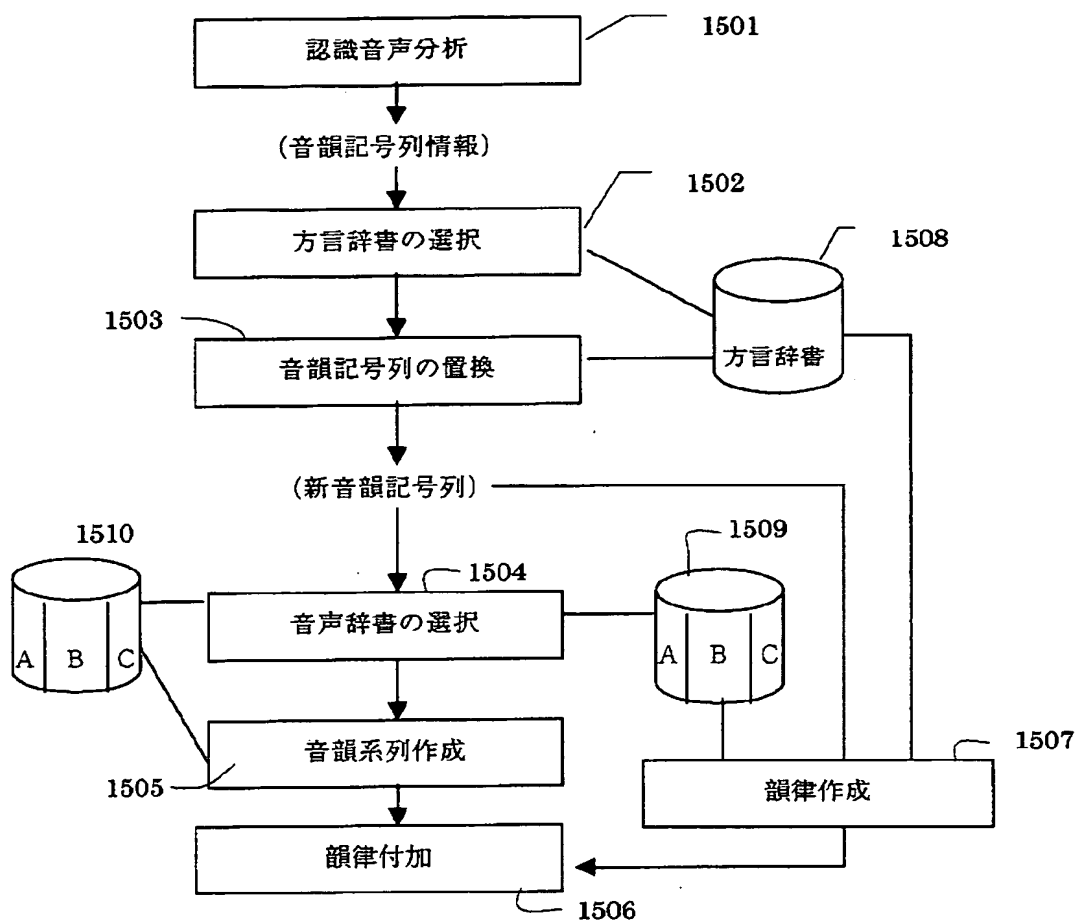 認識音声分析
1501
(音韻記号列情報)
1502
方言辞書の選択
1508
1503
音韻記号列の置換
方言辞書
(新音韻記号列)
1510
1509
1504
音声辞書の選択
A B C
A B C
音韻系列作成
1505
1507
韻律作成
韻律付加
1506